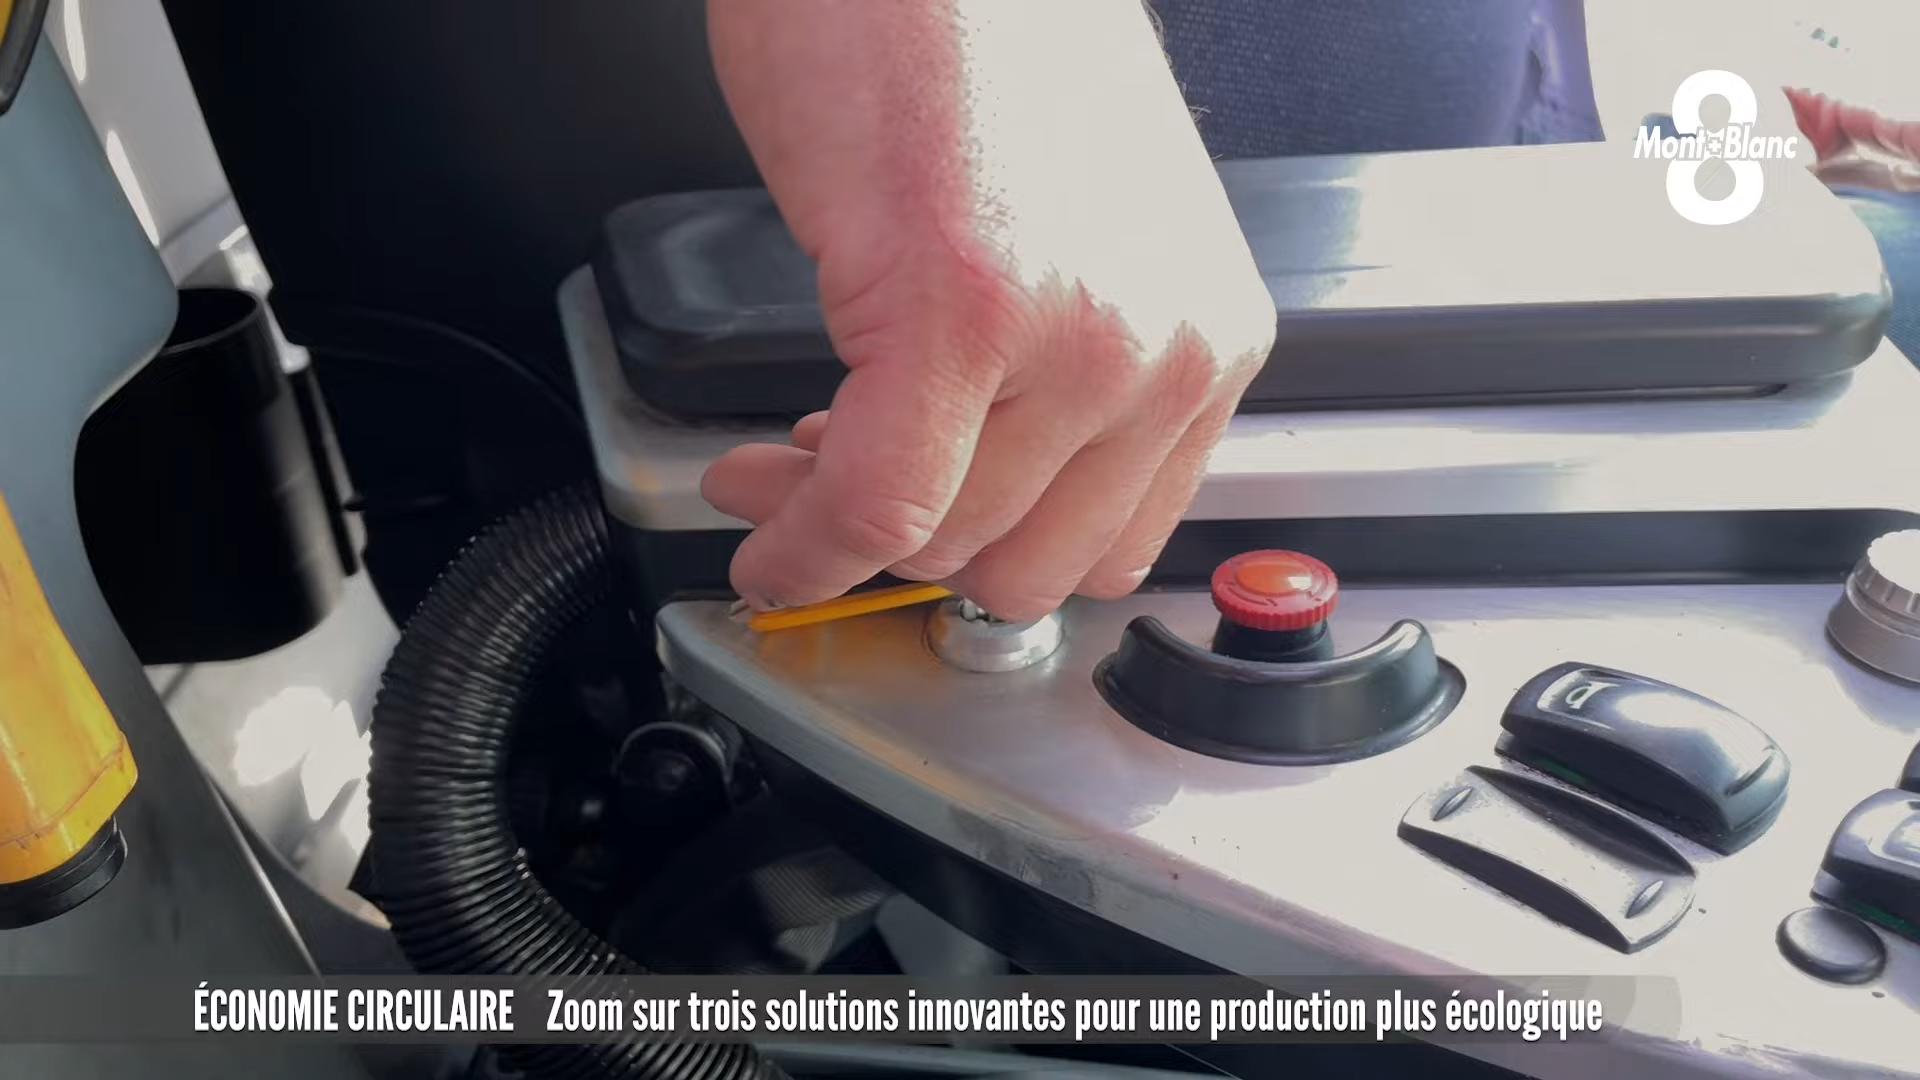 8
Mont-Blanc
ÉCONOMIE CIRCULAIRE Zoom sur trois solutions innovantes pour une production plus écologique